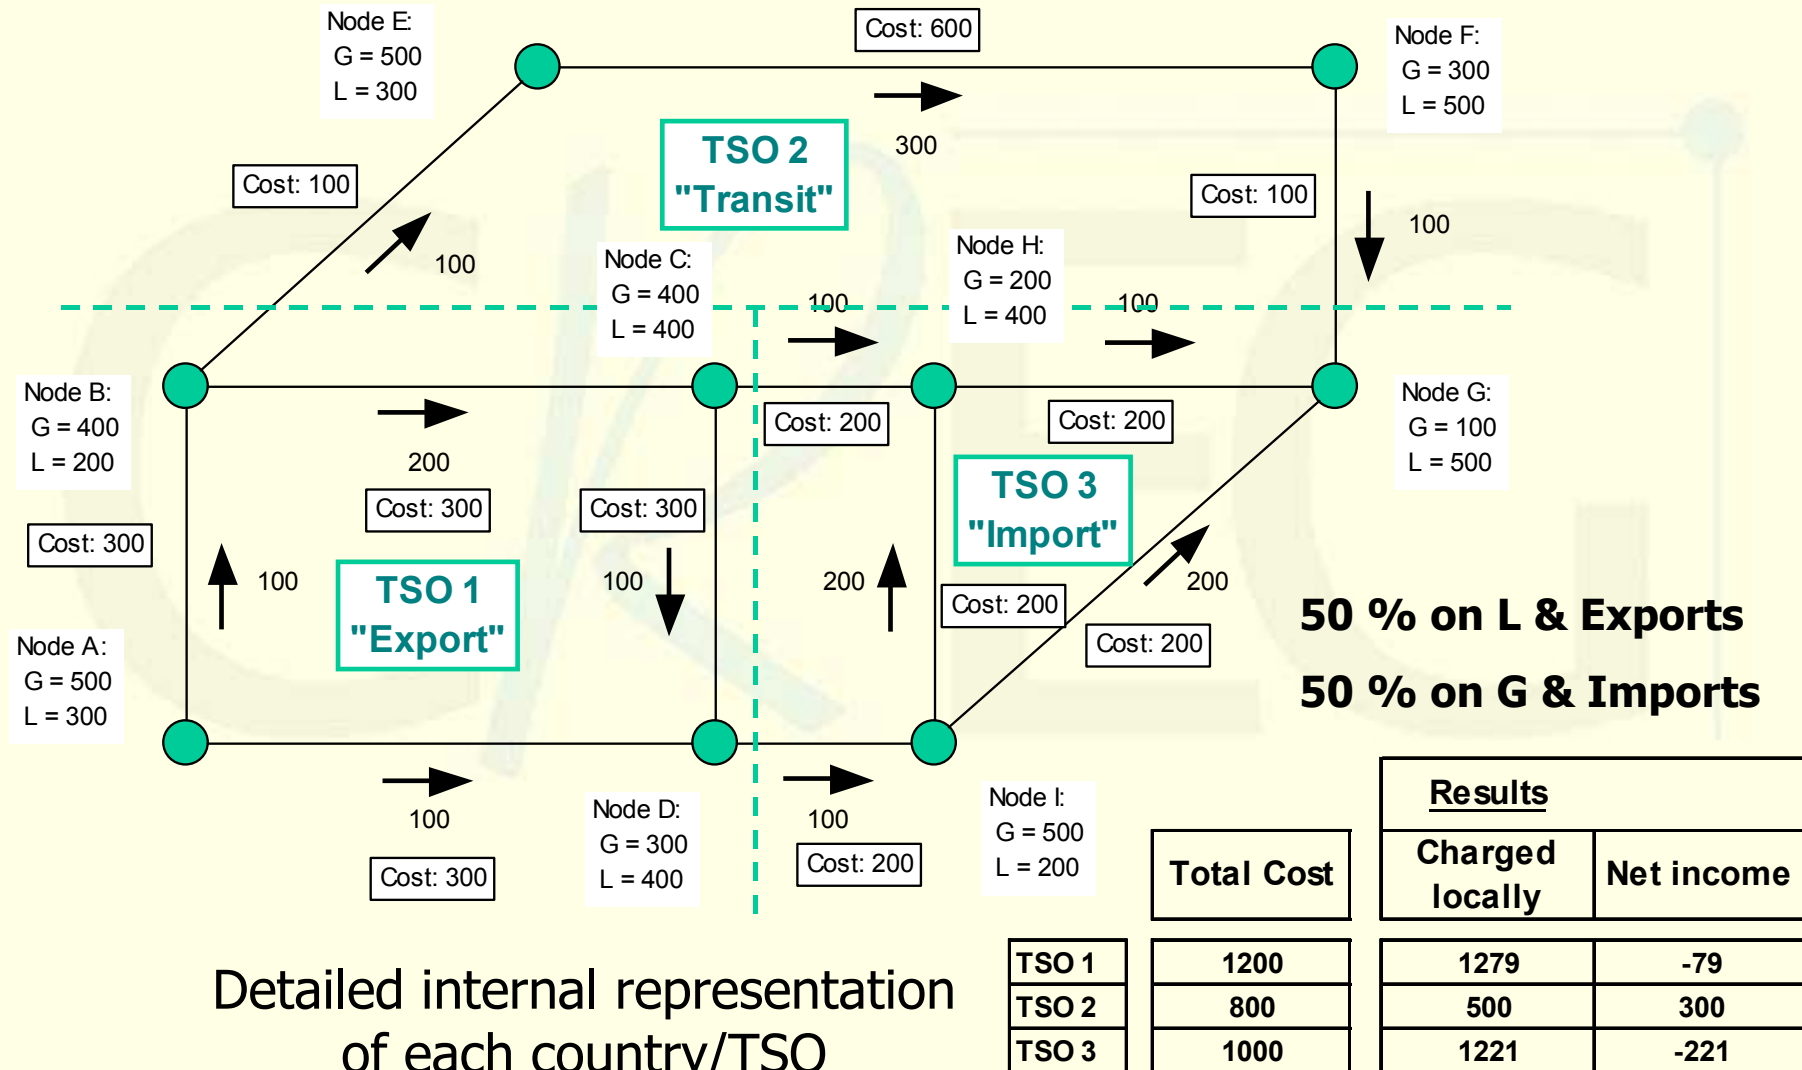 Node E:
G = 500
L = 300
Cost: 600
Node F:
G = 300
L = 500
300
TSO 2
"Transit"
Cost: 100
100
Cost: 100
100
Node C:
G = 400
L = 400
Node H:
G = 200
L = 400
100
100
Node B:
G = 400
L = 200
200
Cost: 300
Cost: 300
Cost: 200
Cost: 200
Node G:
G = 100
L = 500
Cost: 300
100
TSO 1
"Export"
100
200
TSO 3
"Import"
Cost: 200
200
Cost: 200
50 % on L & Exports
50 % on G & Imports
Node A:
G = 500
L = 300
100
Cost: 300
Node D:
G = 300
L = 400
100
Cost: 200
Node I:
G = 500
L = 200
Results
Total Cost Charged locally Net income
TSO 1 1200 1279 -79
TSO 2 800 500 300
TSO 3 1000 1221 -221
Detailed internal representation
of each country/TSO
CREG